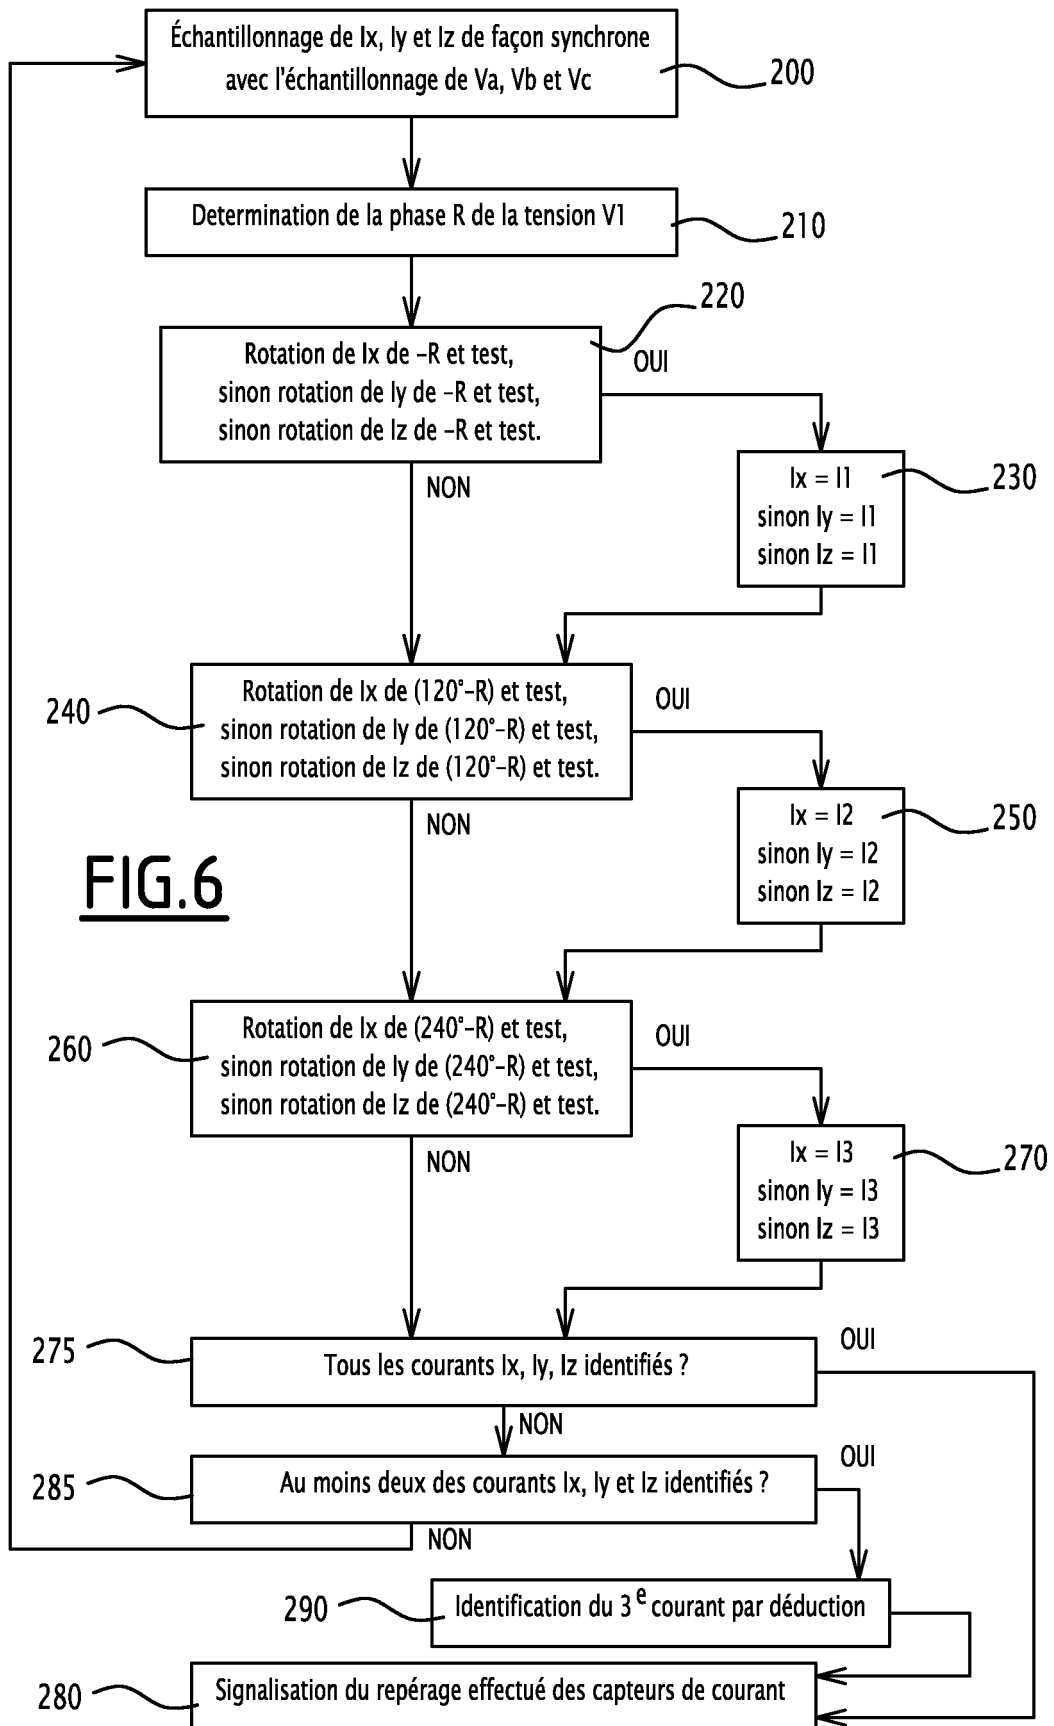 Échantillonnage de Ix, Iy et Iz de façon synchrone
avec l'échantillonnage de Va, Vb et Vc
200
Determination de la phase R de la tension V1
210
220
Rotation de Ix de –R et test,
sinon rotation de Iy de –R et test,
sinon rotation de Iz de –R et test.
OUI
NON
Ix = I1
sinon Iy = I1
sinon Iz = I1
230
240
Rotation de Ix de (120°–R) et test,
sinon rotation de Iy de (120°–R) et test,
sinon rotation de Iz de (120°–R) et test.
OUI
NON
Ix = I2
sinon Iy = I2
sinon Iz = I2
250
FIG.6
260
Rotation de Ix de (240°–R) et test,
sinon rotation de Iy de (240°–R) et test,
sinon rotation de Iz de (240°–R) et test.
OUI
NON
Ix = I3
sinon Iy = I3
sinon Iz = I3
270
275
Tous les courants Ix, Iy, Iz identifiés ?
OUI
NON
285
Au moins deux des courants Ix, Iy et Iz identifiés ?
OUI
NON
290
Identification du 3e courant par déduction
280
Signalisation du repérage effectué des capteurs de courant